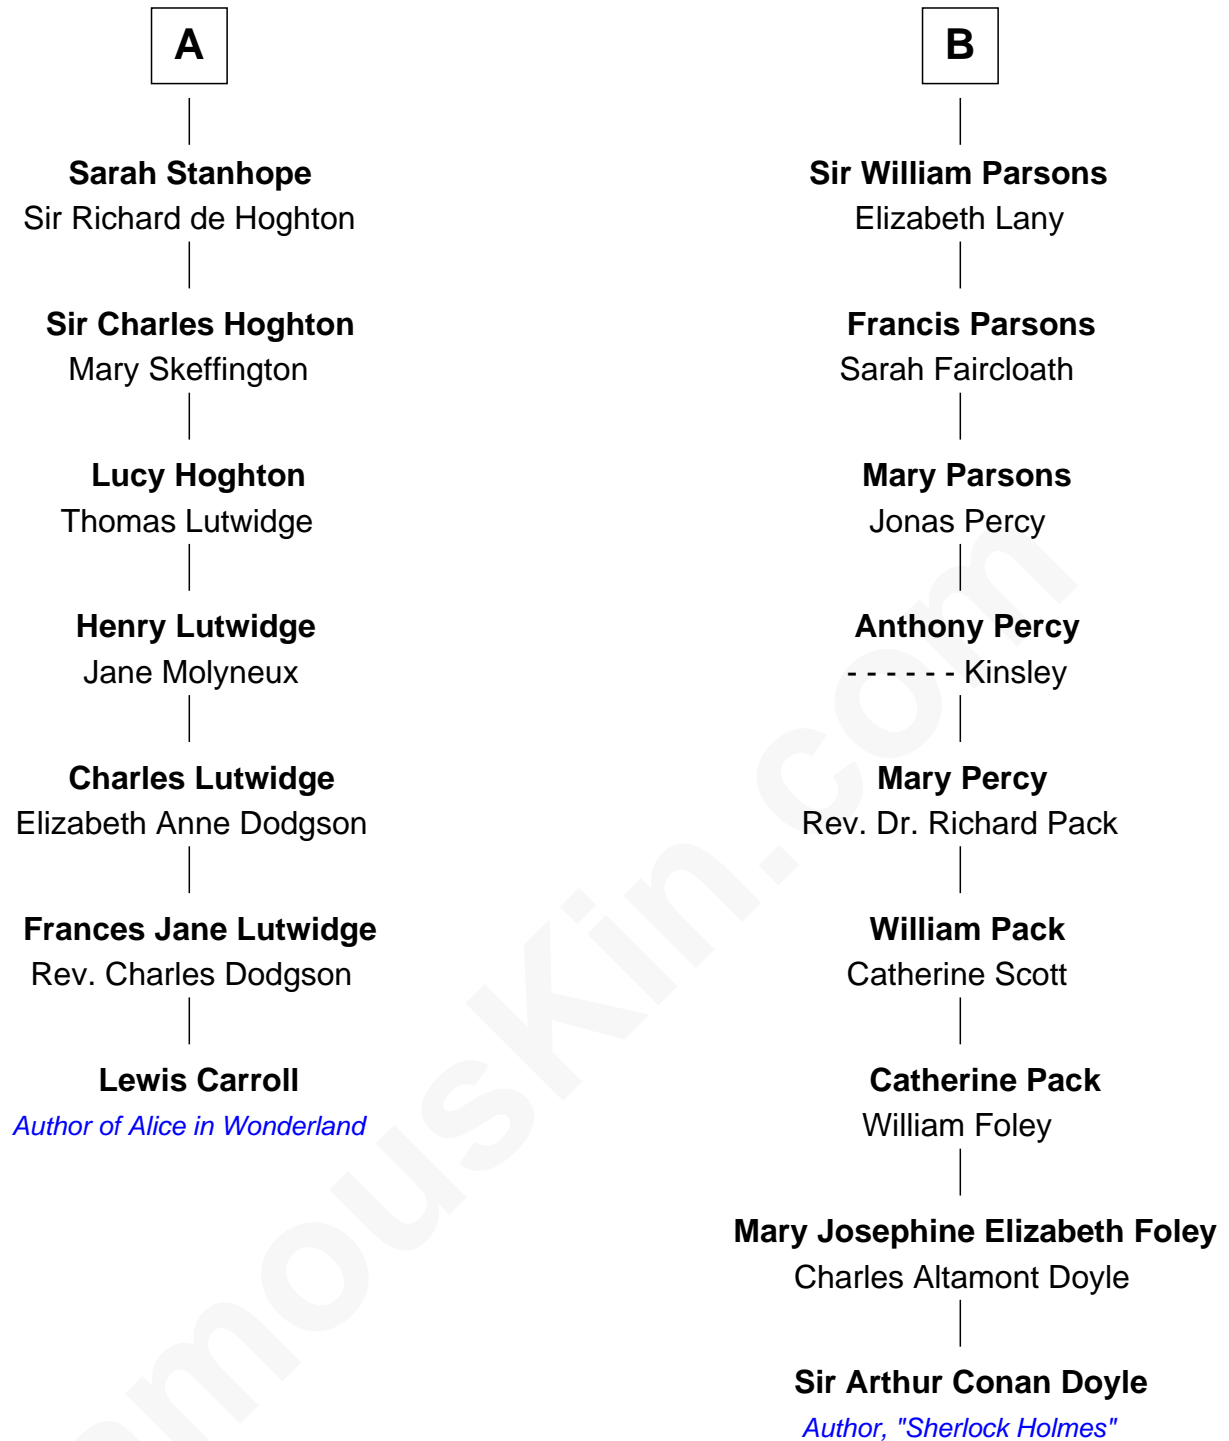 A
Sarah Stanhope
Sir Richard de Hoghton
Sir Charles Hoghton
Mary Skeffington
Lucy Hoghton
Thomas Lutwidge
Henry Lutwidge
Jane Molyneux
Charles Lutwidge
Elizabeth Anne Dodgson
Frances Jane Lutwidge
Rev. Charles Dodgson
Lewis Carroll
Author of Alice in Wonderland
B
Sir William Parsons
Elizabeth Lany
Francis Parsons
Sarah Faircloath
Mary Parsons
Jonas Percy
Anthony Percy
- - - - - - Kinsley
Mary Percy
Rev. Dr. Richard Pack
William Pack
Catherine Scott
Catherine Pack
William Foley
Mary Josephine Elizabeth Foley
Charles Altamont Doyle
Sir Arthur Conan Doyle
Author, "Sherlock Holmes"
mousKin.com